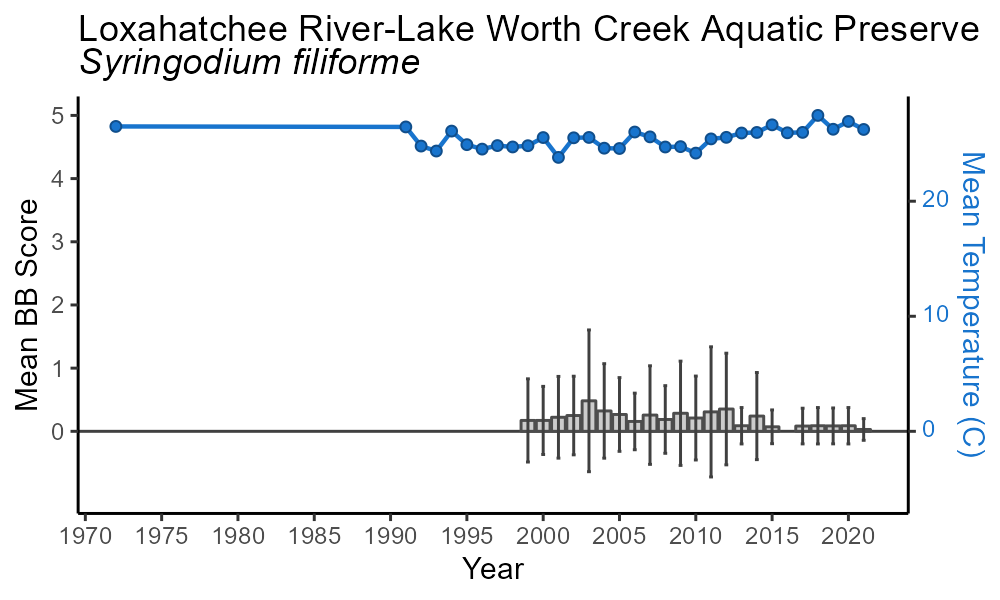 Loxahatchee River-Lake Worth Creek Aquatic Preserve
Syringodium filiforme
Mean BB Score
5
4
3
2
1
0
20
10
0
Mean Temperature (C)
1970 1975 1980 1985 1990 1995 2000 2005 2010 2015 2020
Year